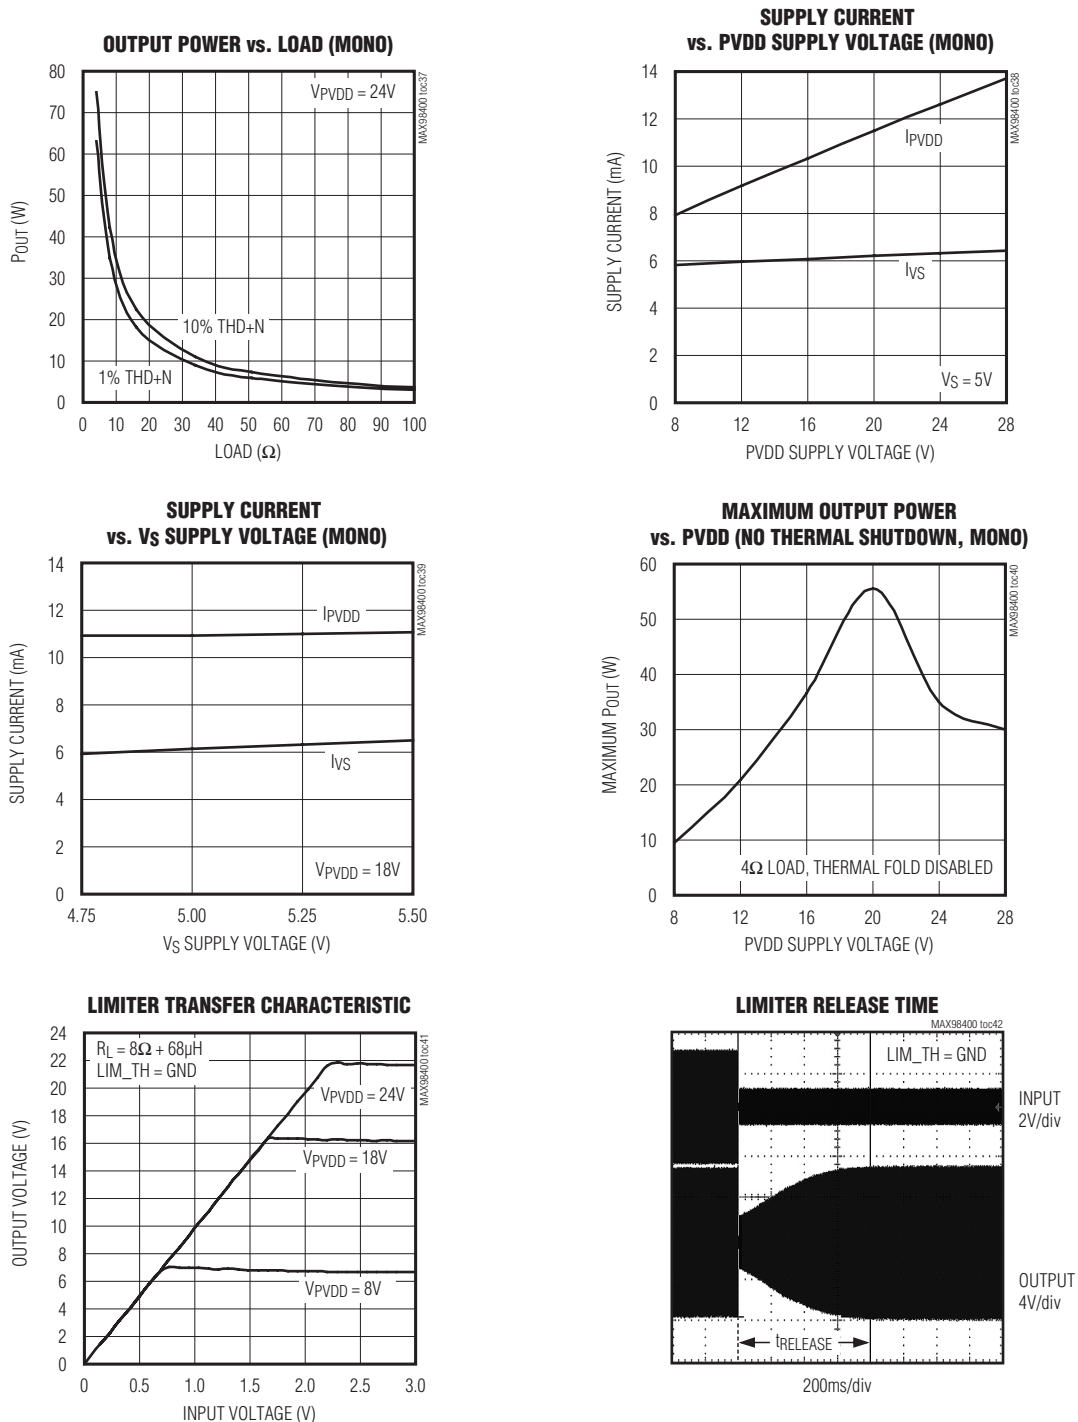 OUTPUT POWER vs. LOAD (MONO)
80
70
60
50
40
30
20
10
0
POUT (W)
VPVDD = 24V
10% THD+N
1% THD+N
MAX98400 toc37
0 10 20 30 40 50 60 70 80 90 100
LOAD (Ω)
SUPPLY CURRENT
vs. PVDD SUPPLY VOLTAGE (MONO)
14
12
10
8
6
4
2
0
SUPPLY CURRENT (mA)
IPVDD
IVS
VS = 5V
MAX98400 toc38
8 12 16 20 24 28
PVDD SUPPLY VOLTAGE (V)
SUPPLY CURRENT
vs. VS SUPPLY VOLTAGE (MONO)
14
12
10
8
6
4
2
0
SUPPLY CURRENT (mA)
IPVDD
IVS
VPVDD = 18V
MAX98400 toc39
4.75 5.00 5.25 5.50
VS SUPPLY VOLTAGE (V)
MAXIMUM OUTPUT POWER
vs. PVDD (NO THERMAL SHUTDOWN, MONO)
60
50
40
30
20
10
0
MAXIMUM POUT (W)
4Ω LOAD, THERMAL FOLD DISABLED
MAX98400 toc40
8 12 16 20 24 28
PVDD SUPPLY VOLTAGE (V)
LIMITER TRANSFER CHARACTERISTIC
24
22
20
18
16
14
12
10
8
6
4
2
0
OUTPUT VOLTAGE (V)
RL = 8Ω + 68µH
LIM_TH = GND
VPVDD = 24V
VPVDD = 18V
VPVDD = 8V
MAX98400 toc41
0 0.5 1.0 1.5 2.0 2.5 3.0
INPUT VOLTAGE (V)
LIMITER RELEASE TIME
MAX98400 toc42
LIM_TH = GND
INPUT
2V/div
OUTPUT
4V/div
tRELEASE
200ms/div